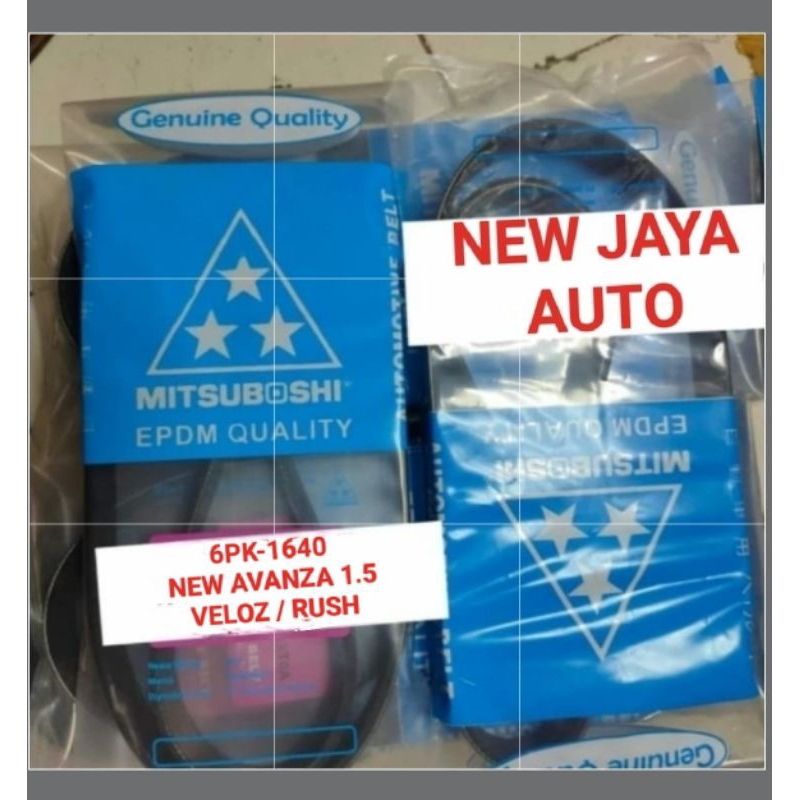 Genuine Quality
MITSUBOSHI
EPDM QUALITY
AUTOMOTIVE BELT
NEW JAYA
AUTO
6PK-1640
NEW AVANZA 1.5
VELOZ / RUSH
EPDM QUALITY
MITSUBOSHI
Genuine Qu